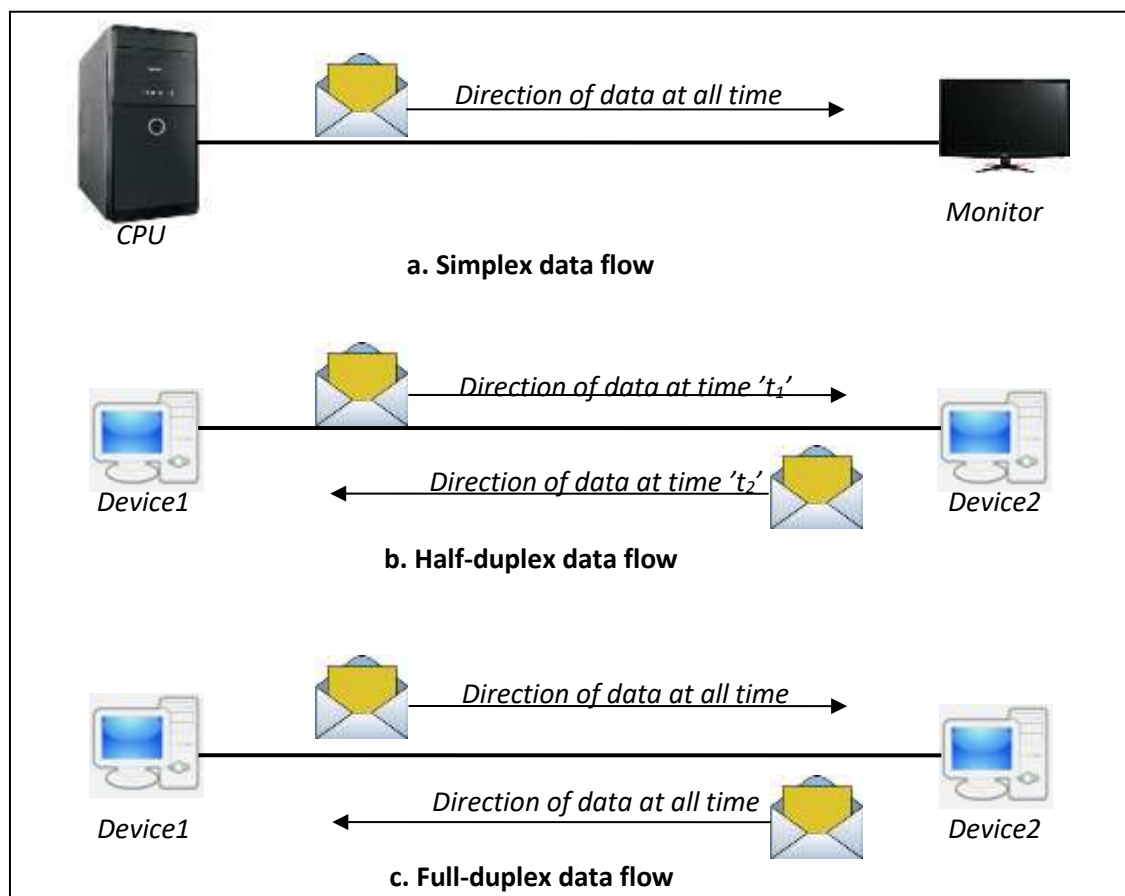 Direction of data at all time
CPU
Monitor
a. Simplex data flow
Direction of data at time ’t₁’
Direction of data at time ’t₂’
Device1
Device2
b. Half-duplex data flow
Direction of data at all time
Direction of data at all time
Device1
Device2
c. Full-duplex data flow